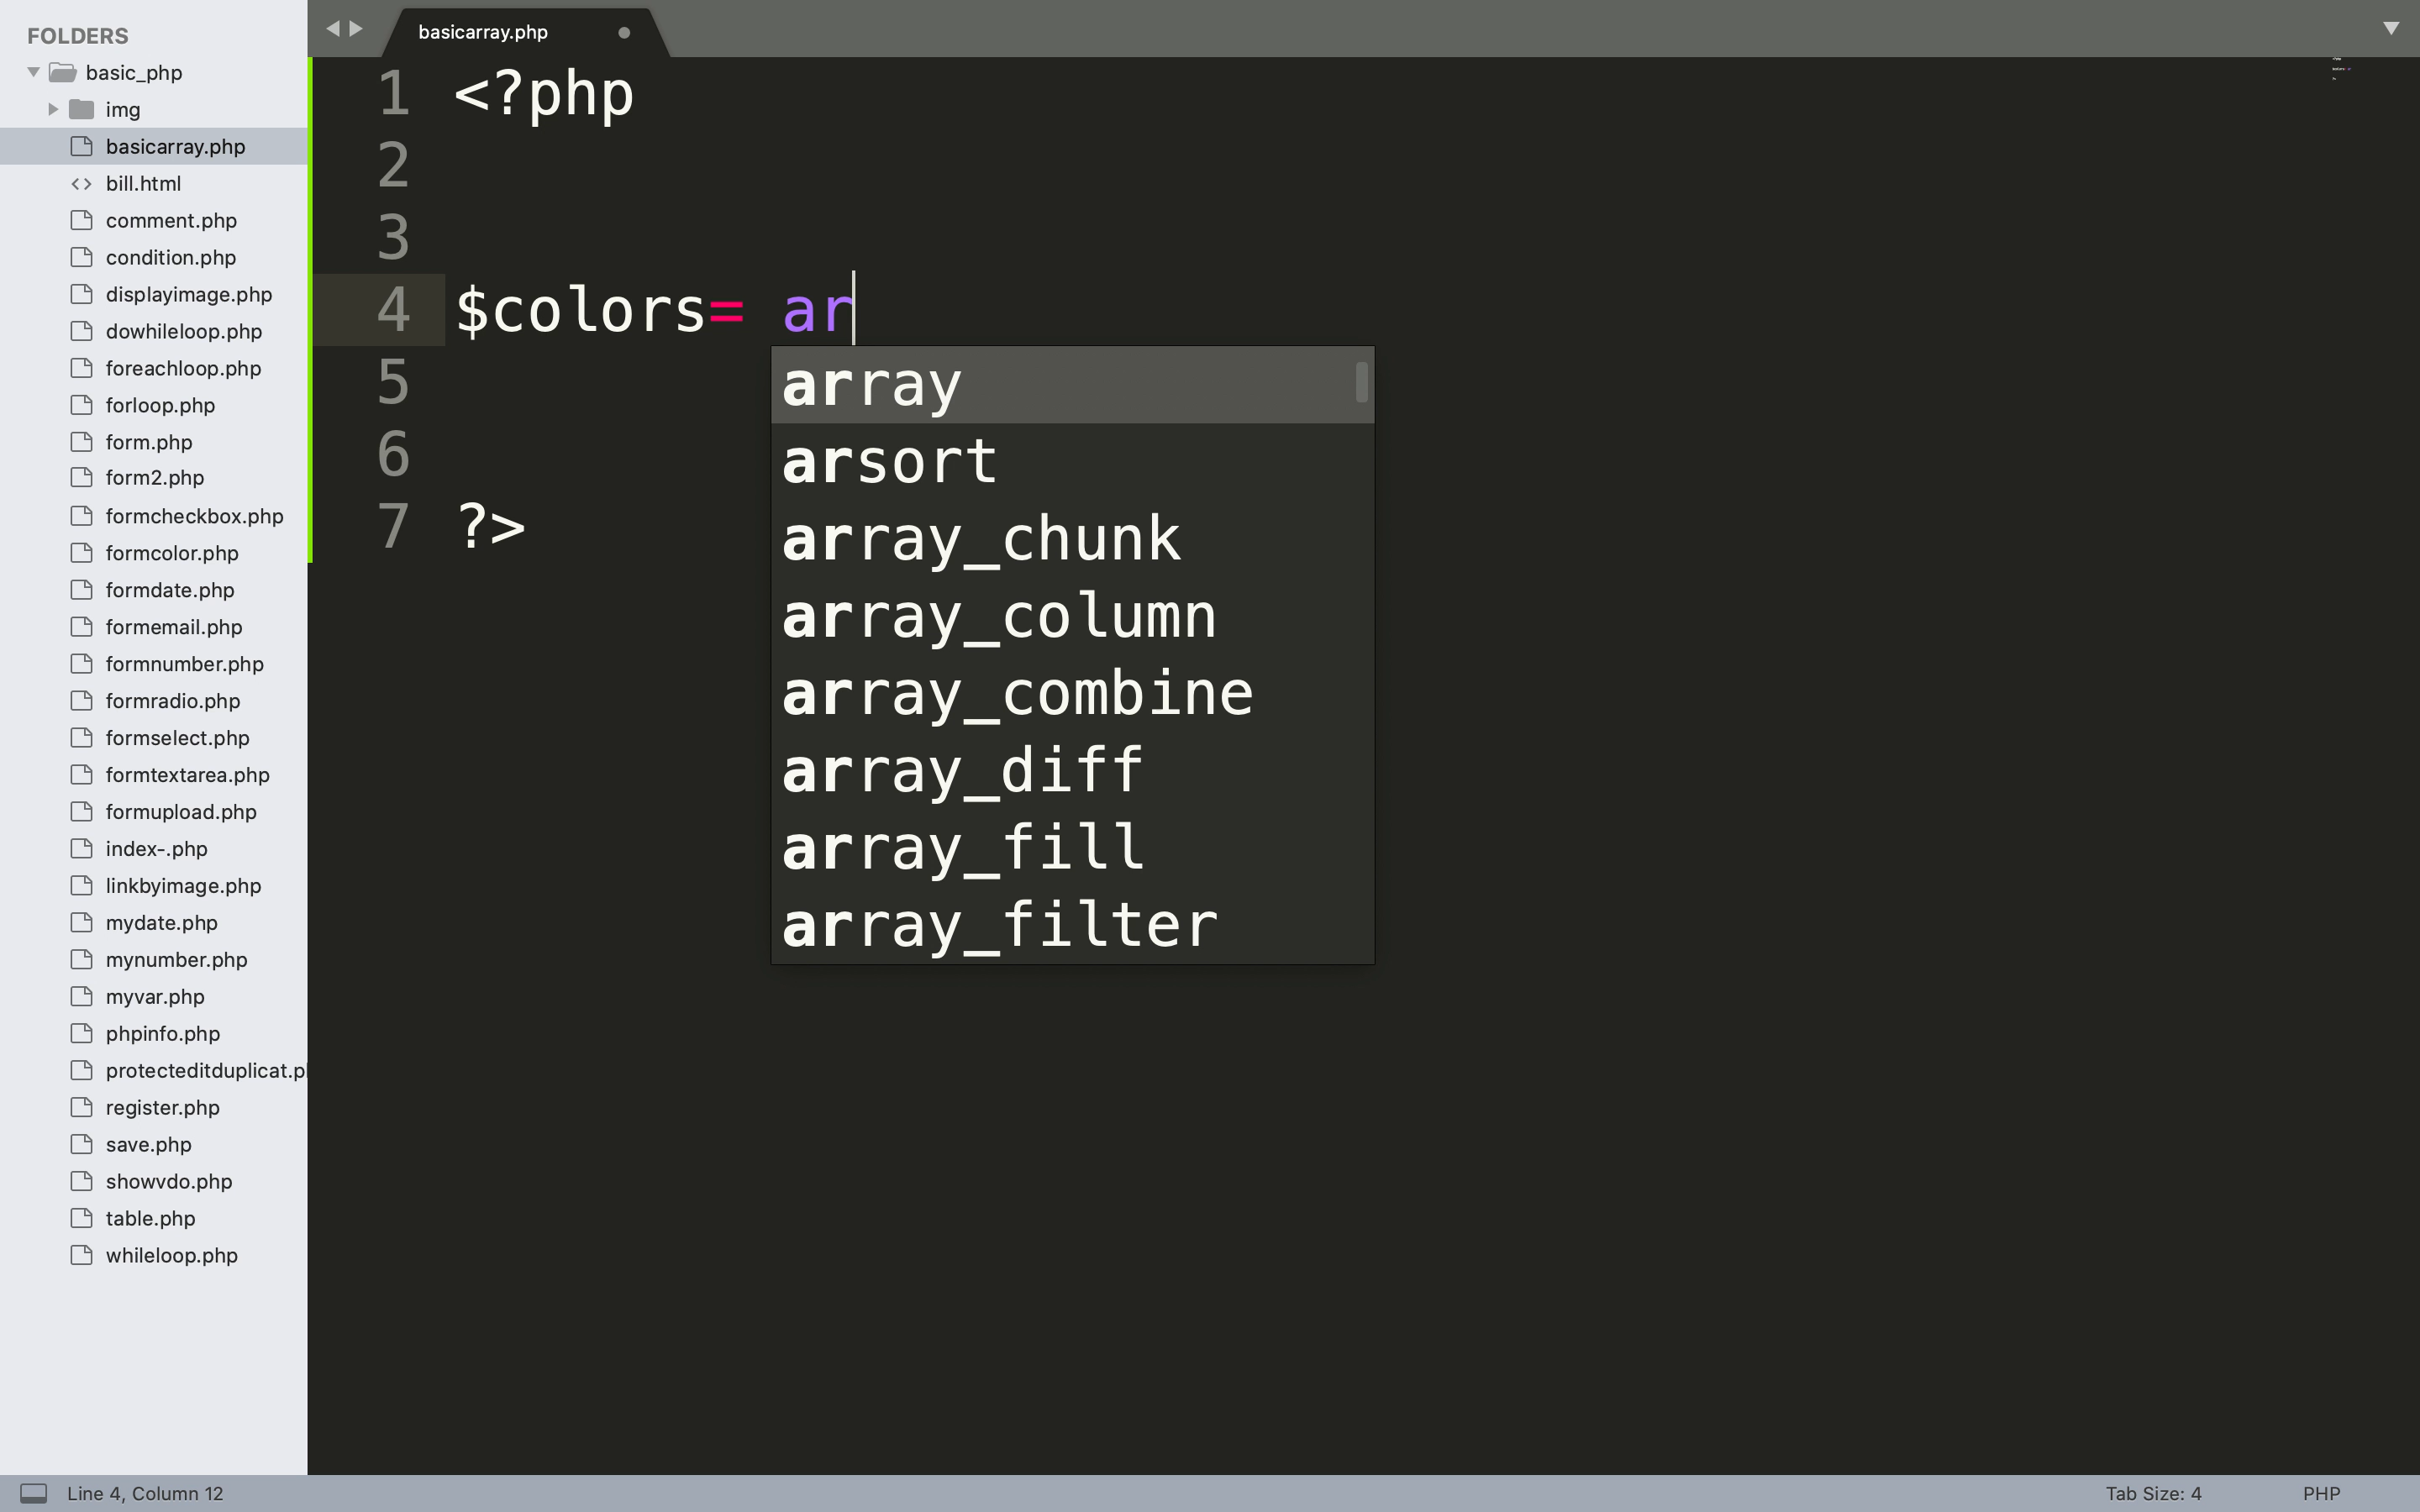 FOLDERS
basic_php
img
basicarray.php
bill.html
comment.php
condition.php
displayimage.php
dowhileloop.php
foreachloop.php
forloop.php
form.php
form2.php
formcheckbox.php
formcolor.php
formdate.php
formemail.php
formnumber.php
formradio.php
formselect.php
formtextarea.php
formupload.php
index-.php
linkbyimage.php
mydate.php
mynumber.php
myvar.php
phpinfo.php
protecteditduplicat.p
register.php
save.php
showvdo.php
table.php
whileloop.php
basicarray.php
1 <?php
2
3
4 $colors= ar
5
6
7 ?>
array
arsort
array_chunk
array_column
array_combine
array_diff
array_fill
array_filter
Line 4, Column 12
Tab Size: 4
PHP